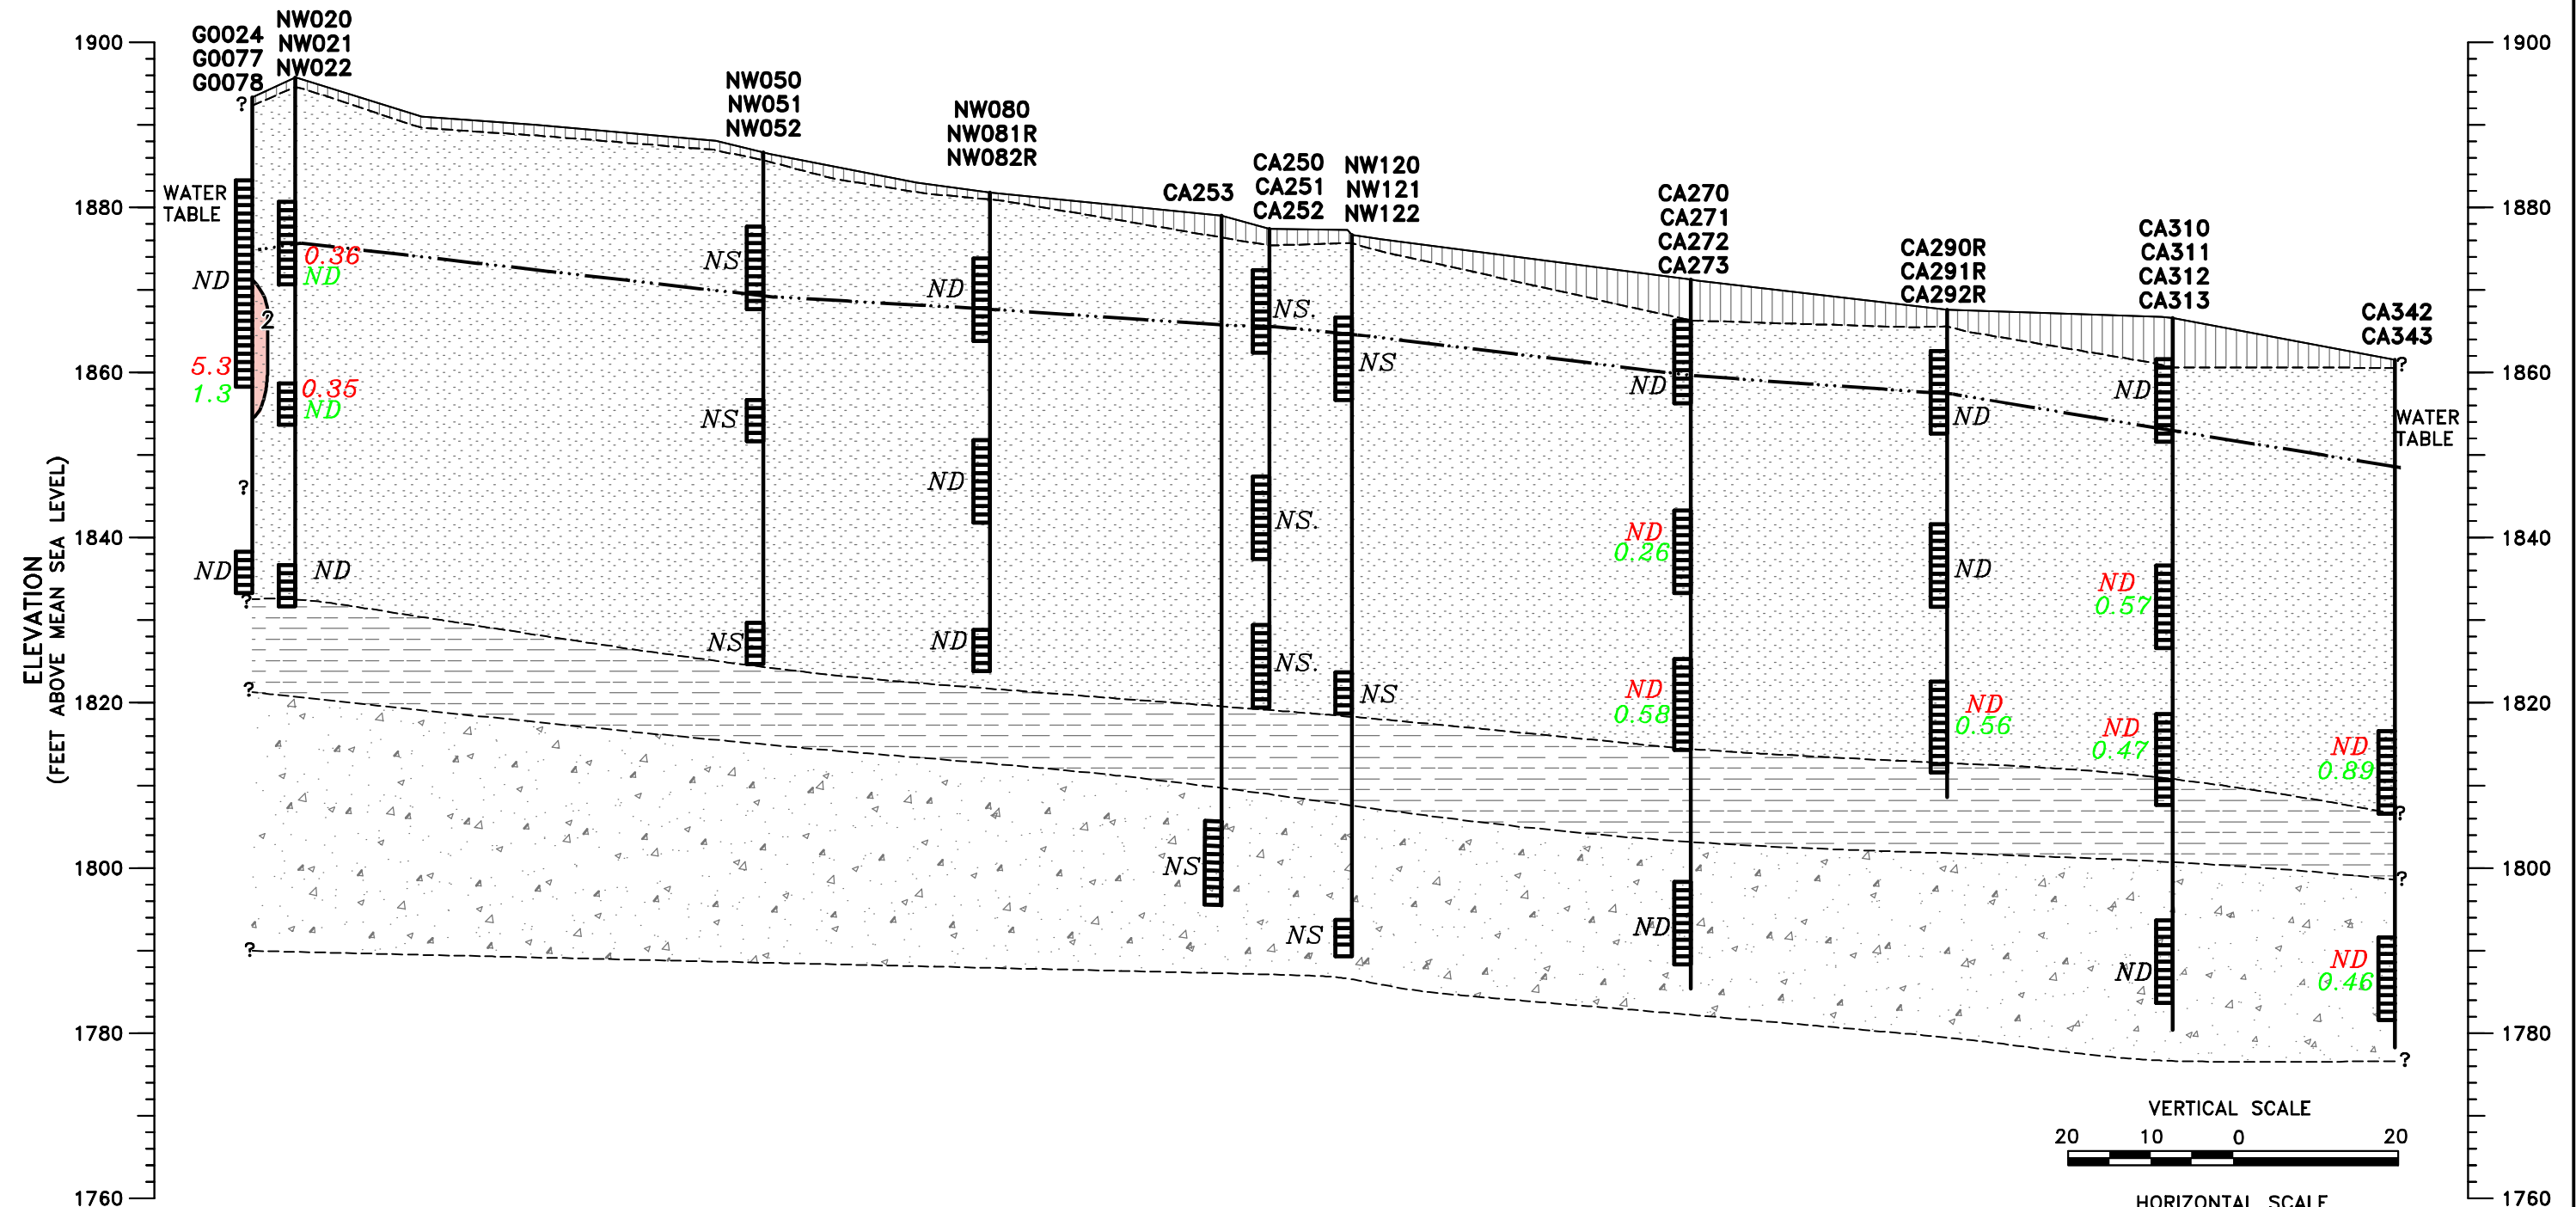 G0024
G0077
G0078
NW020
NW021
NW022
NW050
NW051
NW052
NW080
NW081R
NW082R
CA253
CA250
CA251
CA252
NW120
NW121
NW122
CA270
CA271
CA272
CA273
CA290R
CA291R
CA292R
CA310
CA311
CA312
CA313
CA342
CA343
1900
1880
1860
1840
1820
1800
1780
1760
ELEVATION
(FEET ABOVE MEAN SEA LEVEL)
WATER
TABLE
?
ND
2
5.3
1.3
?
ND
?
?
?
0.36
ND
0.35
ND
ND
NS
NS
NS
ND
ND
ND
NS
NS.
NS.
NS.
NS
NS
NS
ND
ND
0.26
ND
0.58
ND
ND
ND
ND
0.56
ND
ND
0.57
ND
0.47
ND
?
WATER
TABLE
ND
0.89
?
?
ND
0.46
?
1900
1880
1860
1840
1820
1800
1780
1760
VERTICAL SCALE
20 10 0 20
HORIZONTAL SCALE